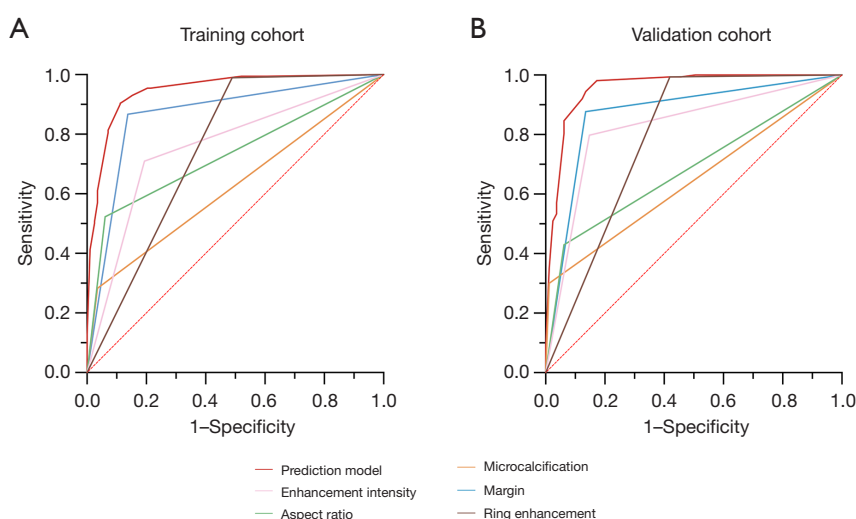 A
Training cohort
1.0
0.8
0.6
0.4
0.2
0.0
Sensitivity
0.0 0.2 0.4 0.6 0.8 1.0
1–Specificity
B
Validation cohort
1.0
0.8
0.6
0.4
0.2
0.0
Sensitivity
0.0 0.2 0.4 0.6 0.8 1.0
1–Specificity
Prediction model
Enhancement intensity
Aspect ratio
Microcalcification
Margin
Ring enhancement